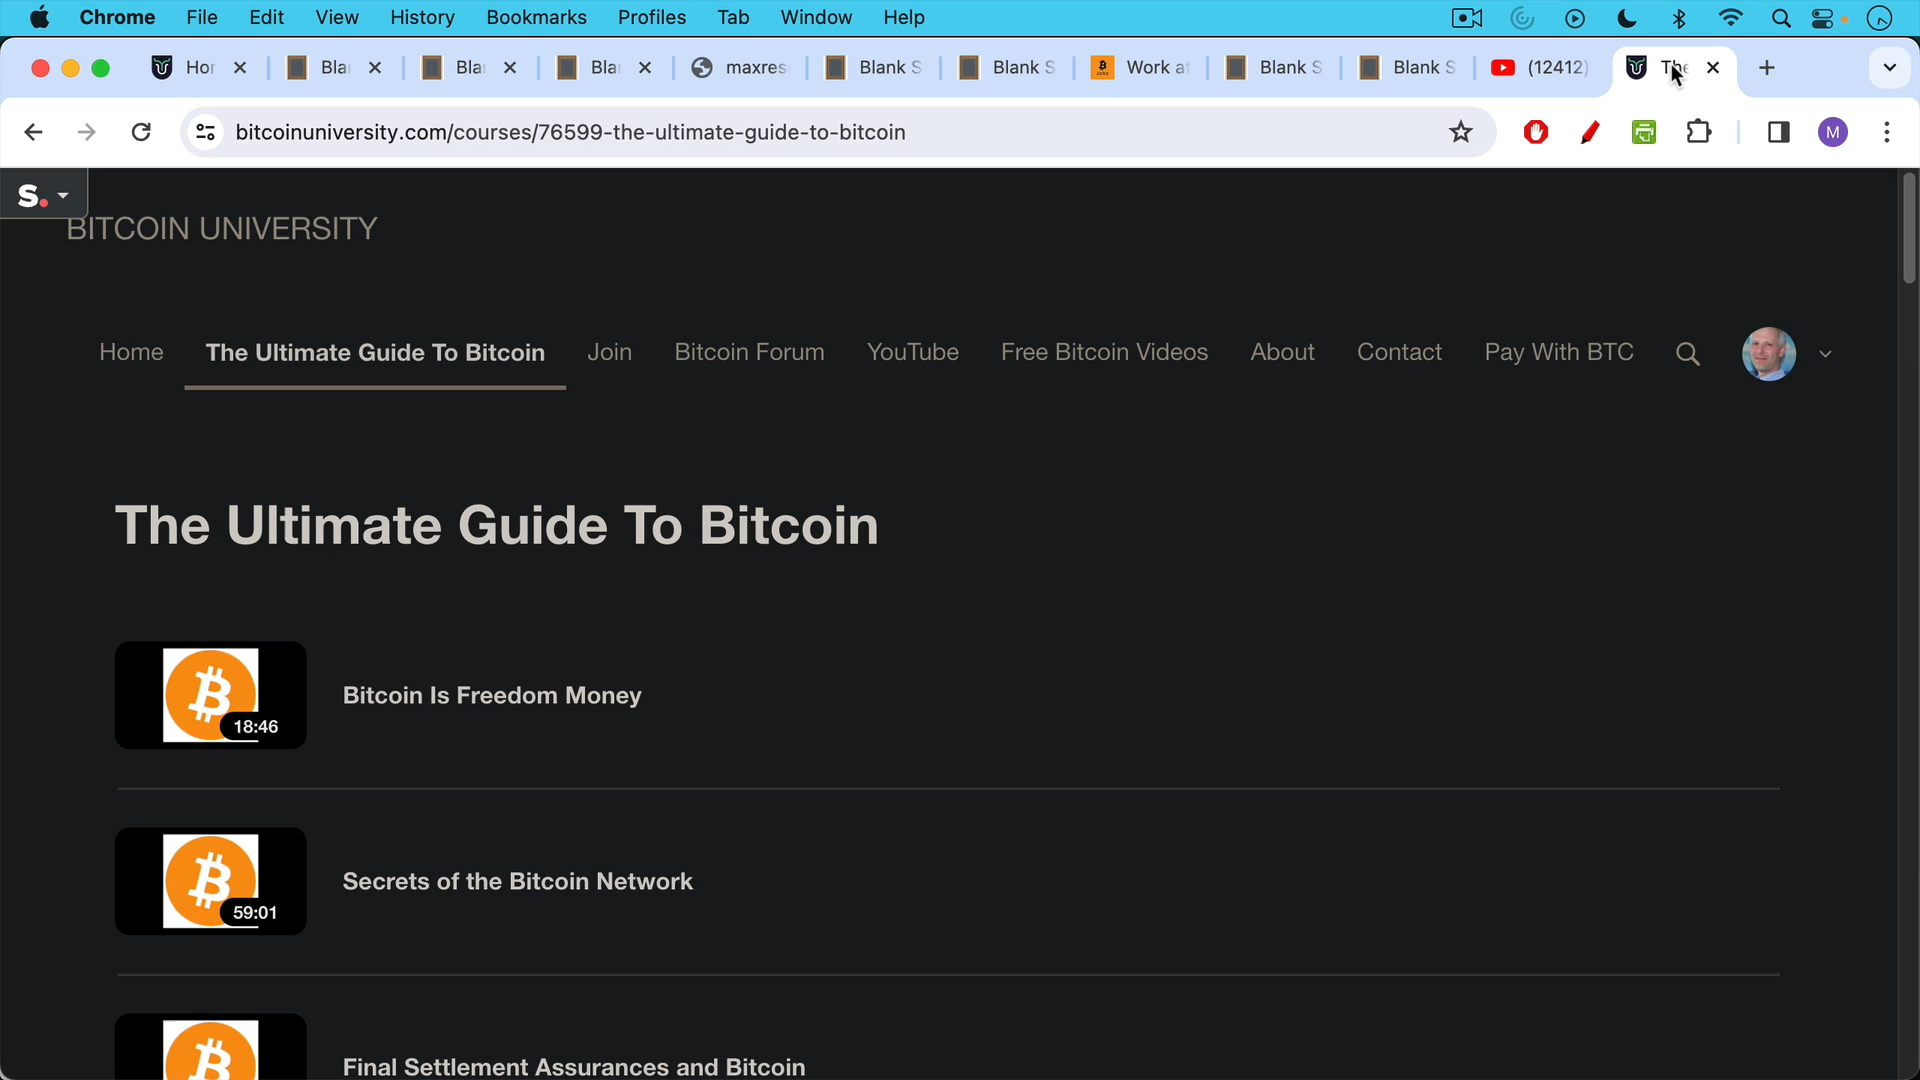 Chrome File Edit View History Bookmarks Profiles Tab Window Help
Hor Bla Bla Bla maxres Blank S Blank S Work at Blank S Blank S (12412) The
bitcoinuniversity.com/courses/76599-the-ultimate-guide-to-bitcoin M
S.
BITCOIN UNIVERSITY
Home The Ultimate Guide To Bitcoin Join Bitcoin Forum YouTube Free Bitcoin Videos About Contact Pay With BTC
The Ultimate Guide To Bitcoin
Bitcoin Is Freedom Money
18:46
Secrets of the Bitcoin Network
59:01
Final Settlement Assurances and Bitcoin